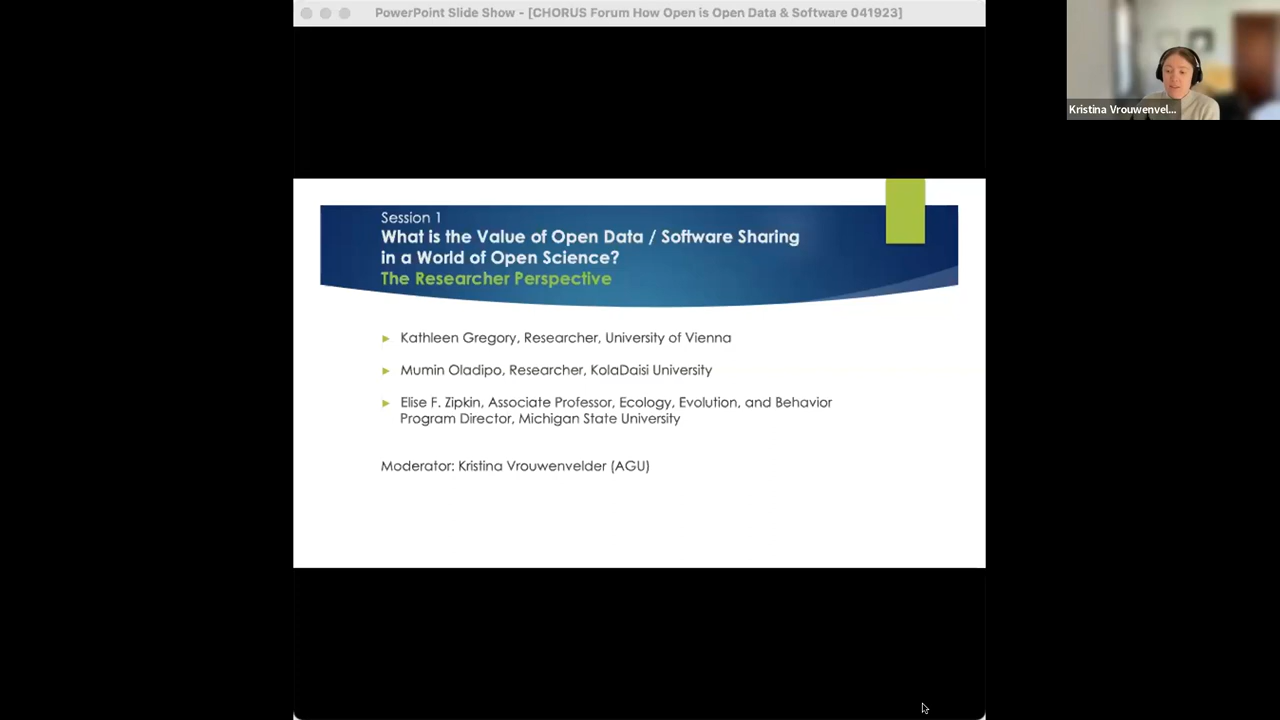 PowerPoint Slide Show - [CHORUS Forum How Open is Open Data & Software 041923]
Kristina Vrouwenvel...
Session 1
What is the Value of Open Data / Software Sharing
in a World of Open Science?
The Researcher Perspective
Kathleen Gregory, Researcher, University of Vienna
Mumin Oladipo, Researcher, KolaDaisi University
Elise F. Zipkin, Associate Professor, Ecology, Evolution, and Behavior
Program Director, Michigan State University
Moderator: Kristina Vrouwenvelder (AGU)